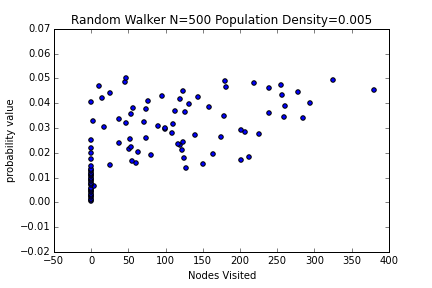 Random Walker N=500 Population Density=0.005
0.07
0.06
0.05
0.04
0.03
0.02
0.01
0.00
−0.01
−0.02
probability value
−50 0 50 100 150 200 250 300 350 400
Nodes Visited